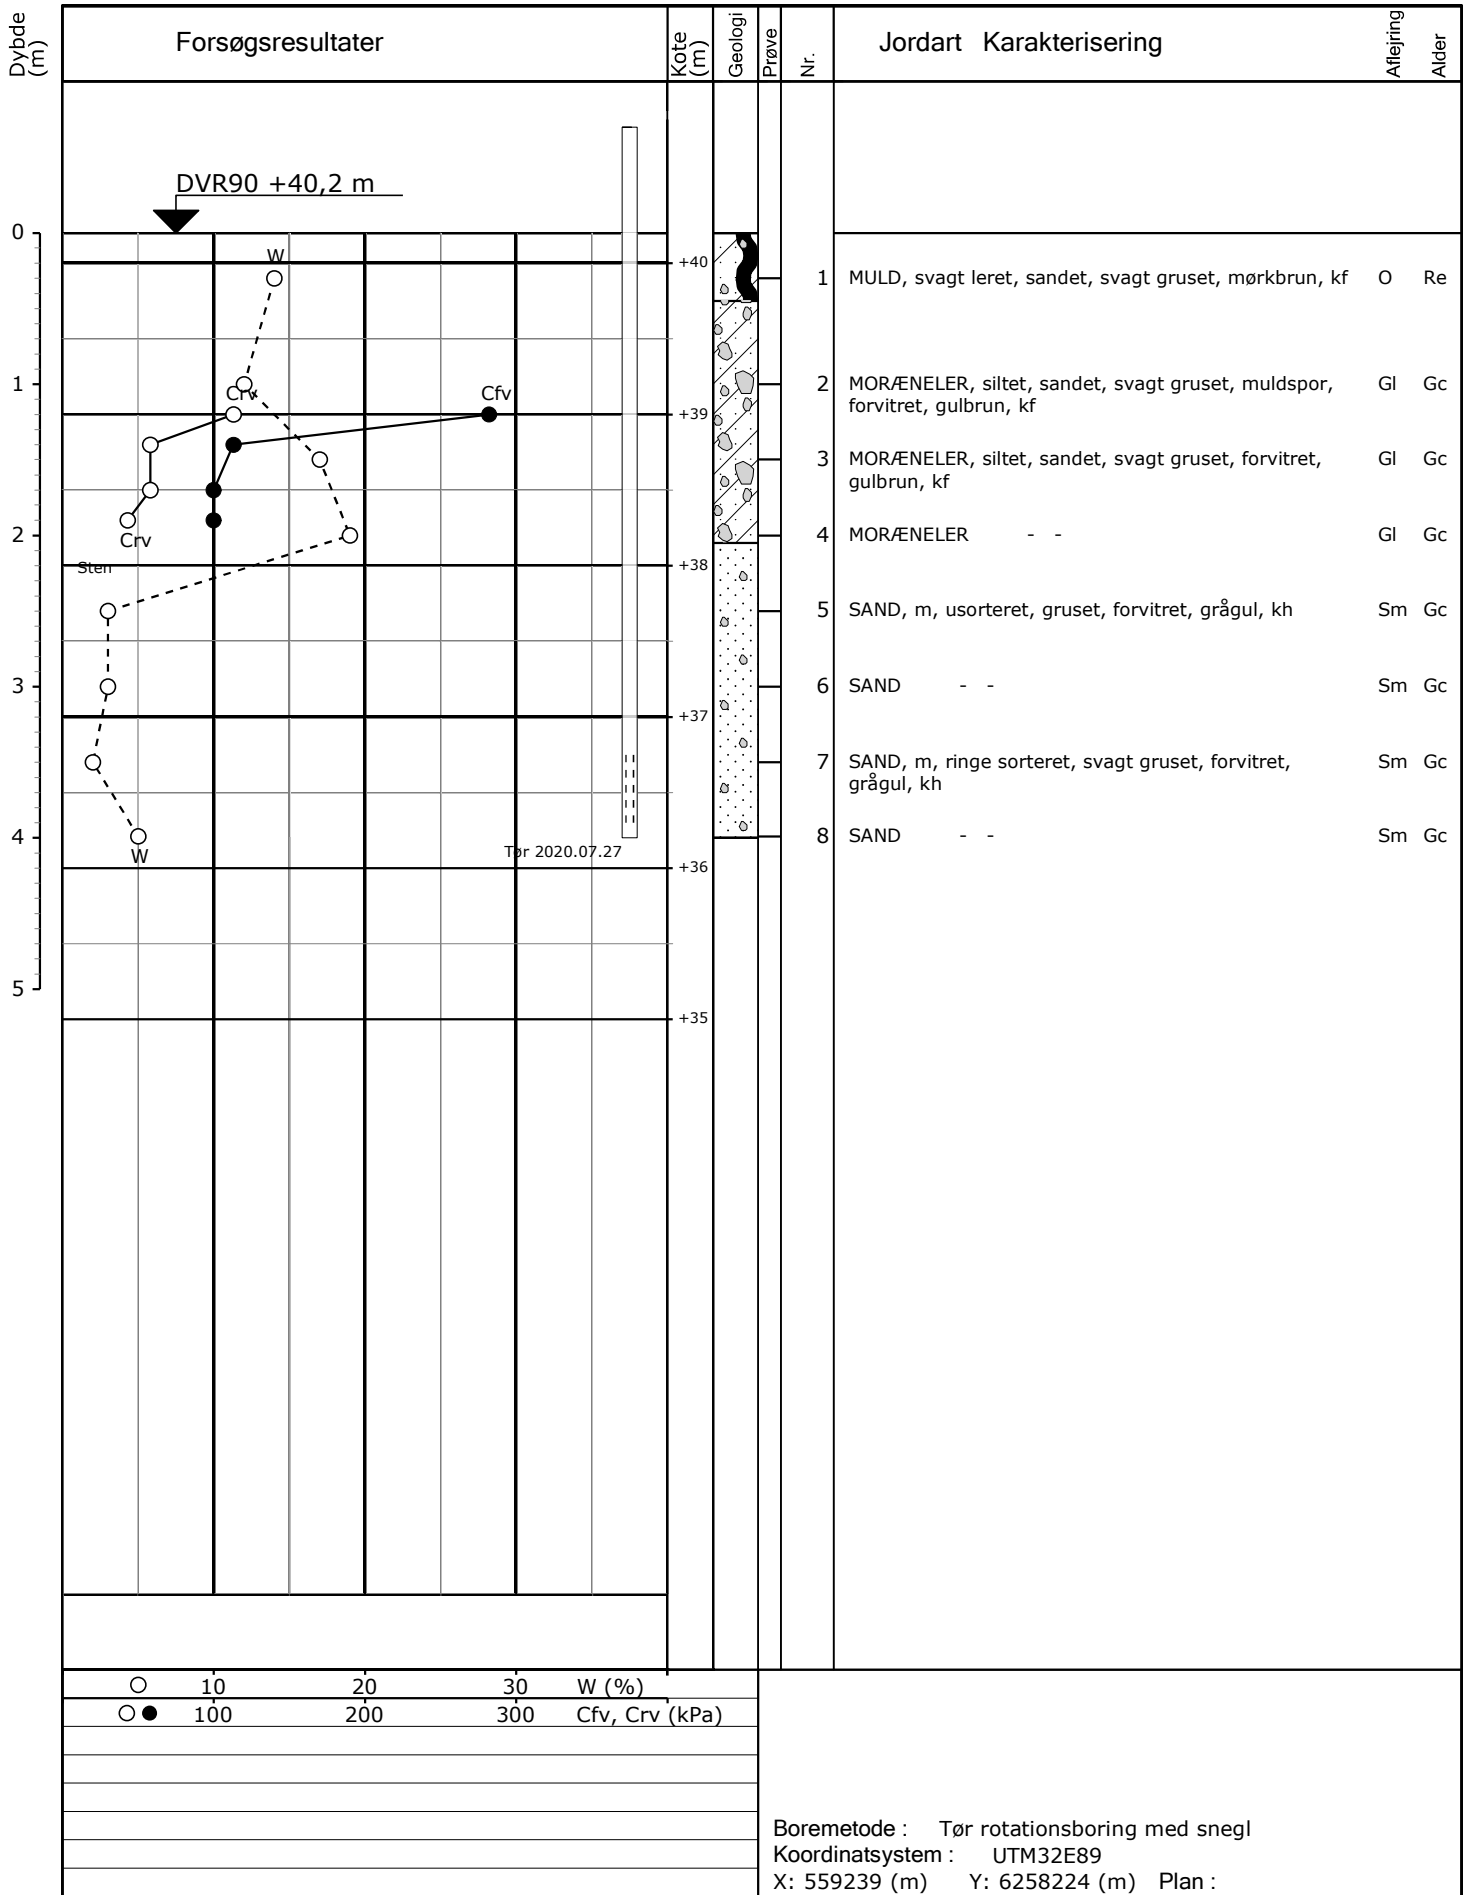 Dybde (m)
Forsøgsresultater
Kote (m)
Geologi
Prøve
Nr.
Jordart Karakterisering
Aflejring
Alder
DVR90 +40,2 m
0
W
+40
1 MULD, svagt leret, sandet, svagt gruset, mørkbrun, kf O Re
1
Crv
Cfv
+39
2 MORÆNELER, siltet, sandet, svagt gruset, muldspor,
forvitret, gulbrun, kf Gl Gc
3 MORÆNELER, siltet, sandet, svagt gruset, forvitret,
gulbrun, kf Gl Gc
2
Crv
4 MORÆNELER - - Gl Gc
Sten
+38
5 SAND, m, usorteret, gruset, forvitret, grågul, kh Sm Gc
3
6 SAND - - Sm Gc
+37
7 SAND, m, ringe sorteret, svagt gruset, forvitret,
grågul, kh Sm Gc
4
W
Tør 2020.07.27
8 SAND - - Sm Gc
+36
5
+35
10 20 30 W (%)
100 200 300 Cfv, Crv (kPa)
Boremetode : Tør rotationsboring med snegl
Koordinatsystem : UTM32E89
X: 559239 (m) Y: 6258224 (m) Plan :